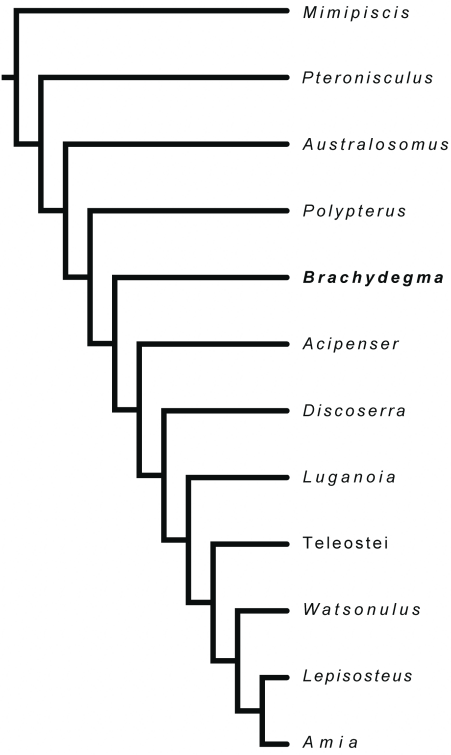 Mimipiscis
Pteronisculus
Australosomus
Polypterus
Brachydegma
Acipenser
Discoserra
Luganoia
Teleostei
Watsonulus
Lepisosteus
Amia